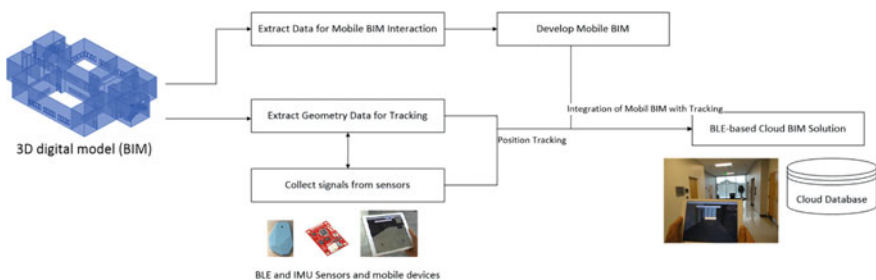 Extract Data for Mobile BIM Interaction
Develop Mobile BIM
3D digital model (BIM)
Extract Geometry Data for Tracking
Integration of Mobil BIM with Tracking
Position Tracking
BLE-based Cloud BIM Solution
Collect signals from sensors
Cloud Database
BLE and IMU Sensors and mobile devices